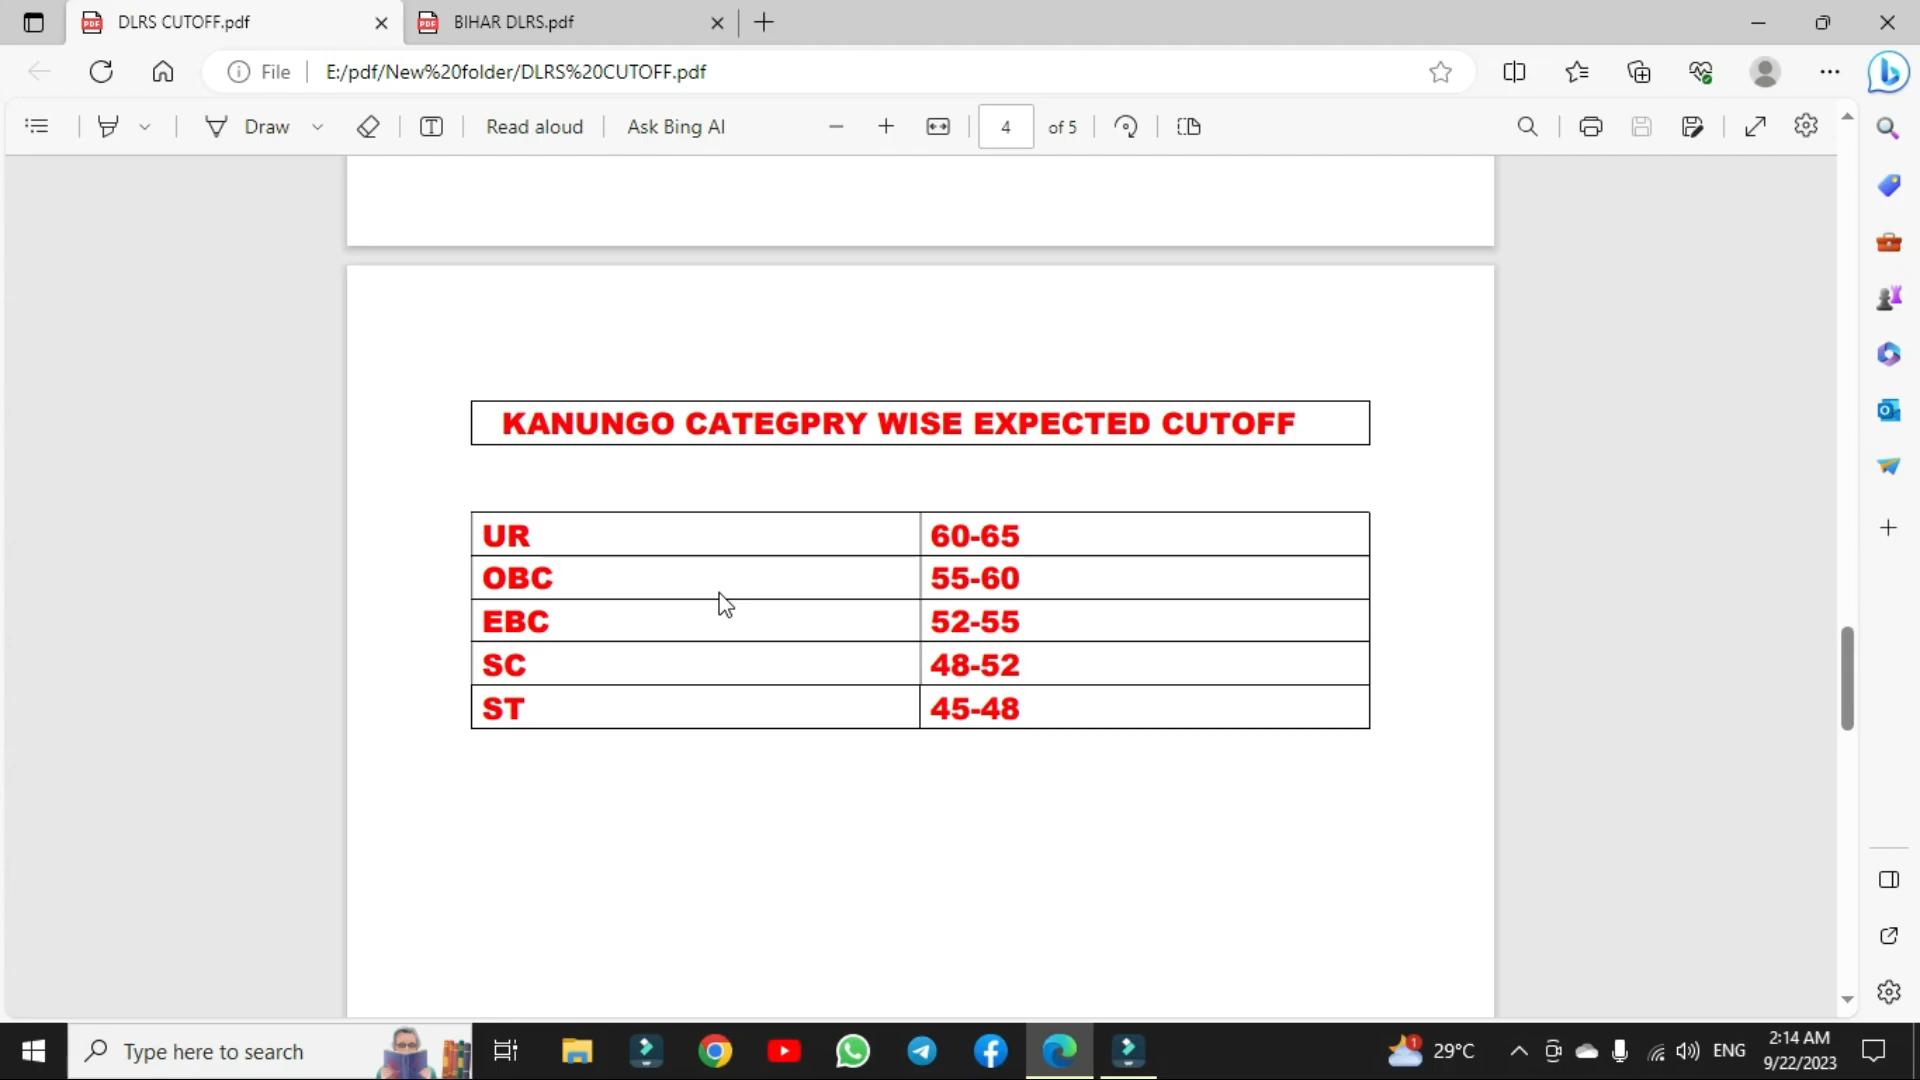 DLRS CUTOFF.pdf
BIHAR DLRS.pdf
File
E:/pdf/New%20folder/DLRS%20CUTOFF.pdf
Draw
Read aloud
Ask Bing AI
4
of 5
KANUNGO CATEGPRY WISE EXPECTED CUTOFF
UR 60-65
OBC 55-60
EBC 52-55
SC 48-52
ST 45-48
Type here to search
29°C
ENG
2:14 AM
9/22/2023